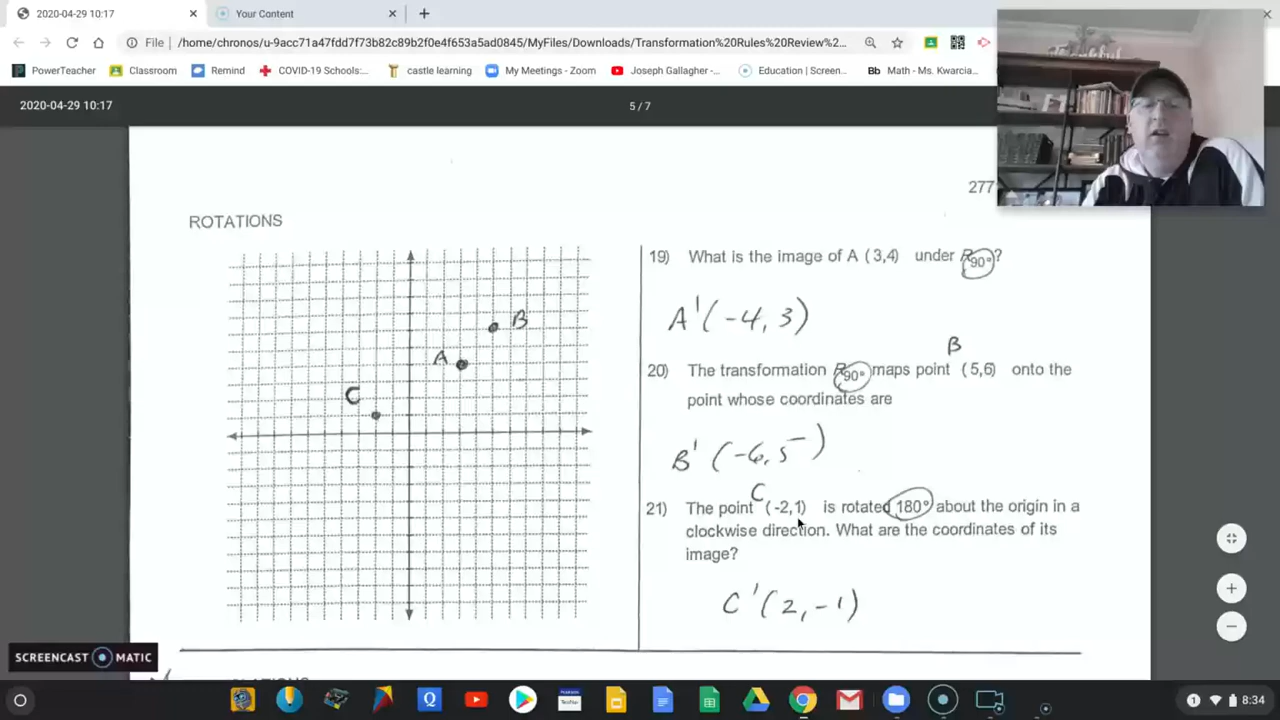 2020-04-29 10:17
Your Content
File
/home/chronos/u-9acc71a47fdd7f73b82c89b2f0e4f653a5ad0845/MyFiles/Downloads/Transformation%20Rules%20Review%2...
PowerTeacher
Classroom
Remind
COVID-19 Schools:...
castle learning
My Meetings - Zoom
Joseph Gallagher -...
Education | Screen...
Bb Math - Ms. Kwarcia...
2020-04-29 10:17
5 / 7
277
ROTATIONS
B
A
C
19) What is the image of A (3,4) under R90°?
A'(-4, 3)
B
20) The transformation R90° maps point (5,6) onto the
point whose coordinates are
B' (-6, 5)
C
21) The point (-2,1) is rotated 180° about the origin in a
clockwise direction. What are the coordinates of its
image?
C'(2, -1)
SCREENCAST MATIC
1 8:34